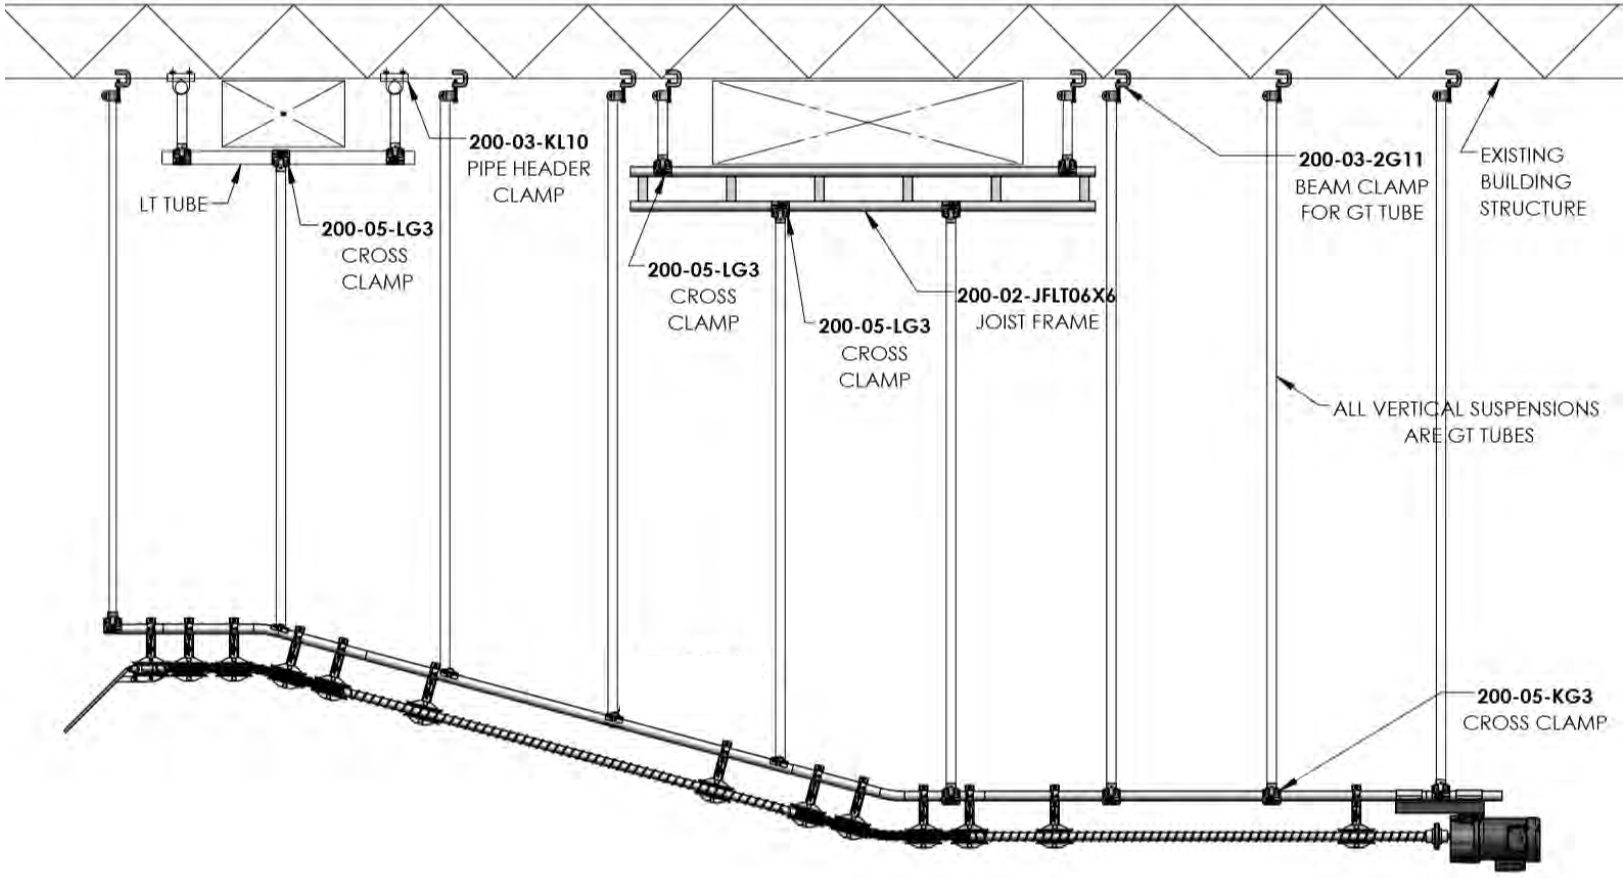 200-03-KL10
PIPE HEADER
CLAMP
LT TUBE
200-05-LG3
CROSS
CLAMP
200-05-LG3
CROSS
CLAMP
200-05-LG3
CROSS
CLAMP
200-02-JFLT06X6
JOIST FRAME
200-03-2G11
BEAM CLAMP
FOR GT TUBE
EXISTING
BUILDING
STRUCTURE
ALL VERTICAL SUSPENSIONS
ARE GT TUBES
200-05-KG3
CROSS CLAMP